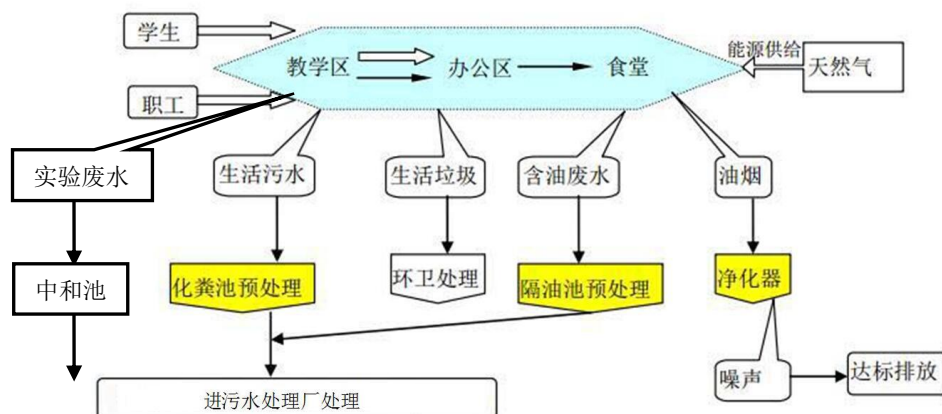 学生
能源供给
教学区
办公区
食堂
天然气
职工
实验废水
生活污水
生活垃圾
含油废水
油烟
中和池
化粪池预处理
环卫处理
隔油池预处理
净化器
噪声
达标排放
进污水处理厂处理